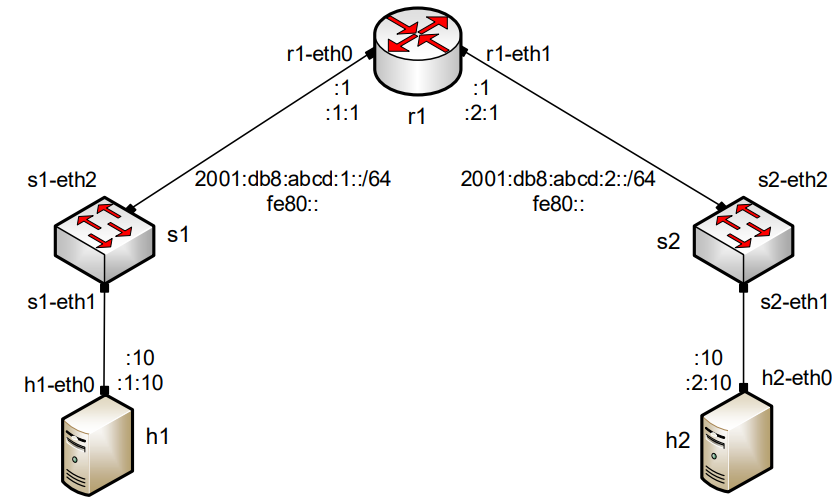 r1-eth0
r1-eth1
:1
:1:1
:1
:2:1
r1
s1-eth2
2001:db8:abcd:1::/64
fe80::
2001:db8:abcd:2::/64
fe80::
s2-eth2
s1
s2
s1-eth1
s2-eth1
:10
:1:10
h1-eth0
:10
:2:10
h2-eth0
h1
h2